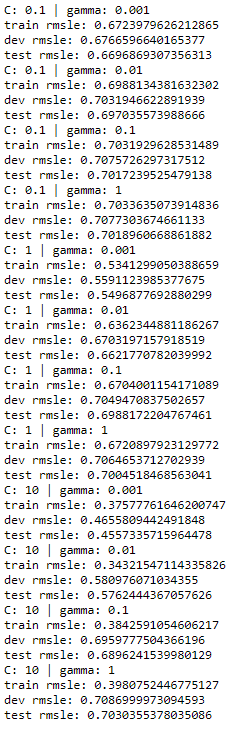 C: 0.1 | gamma: 0.001
train rmsle: 0.6723979626212865
dev rmsle: 0.6766596640165377
test rmsle: 0.6696869307356313
C: 0.1 | gamma: 0.01
train rmsle: 0.6988134381632302
dev rmsle: 0.7031946622891939
test rmsle: 0.697035573988666
C: 0.1 | gamma: 0.1
train rmsle: 0.7031929628531489
dev rmsle: 0.7075726297317512
test rmsle: 0.7017239525479138
C: 0.1 | gamma: 1
train rmsle: 0.7033635073914836
dev rmsle: 0.7077303674661133
test rmsle: 0.7018960668861882
C: 1 | gamma: 0.001
train rmsle: 0.5341299050388659
dev rmsle: 0.5591123985377675
test rmsle: 0.5496877692880299
C: 1 | gamma: 0.01
train rmsle: 0.6362344881186267
dev rmsle: 0.6703197157918519
test rmsle: 0.6621770782039992
C: 1 | gamma: 0.1
train rmsle: 0.6704001154171089
dev rmsle: 0.7049470837502657
test rmsle: 0.6988172204767461
C: 1 | gamma: 1
train rmsle: 0.6720897923129772
dev rmsle: 0.7064653712702939
test rmsle: 0.7004518468563041
C: 10 | gamma: 0.001
train rmsle: 0.37577761646200747
dev rmsle: 0.4655809442491848
test rmsle: 0.4557335715964478
C: 10 | gamma: 0.01
train rmsle: 0.34321547114335826
dev rmsle: 0.580976071034355
test rmsle: 0.5762444367057626
C: 10 | gamma: 0.1
train rmsle: 0.3842591054606217
dev rmsle: 0.6959777504366196
test rmsle: 0.6896241539980129
C: 10 | gamma: 1
train rmsle: 0.3980752446775127
dev rmsle: 0.7086999973094593
test rmsle: 0.7030355378035086